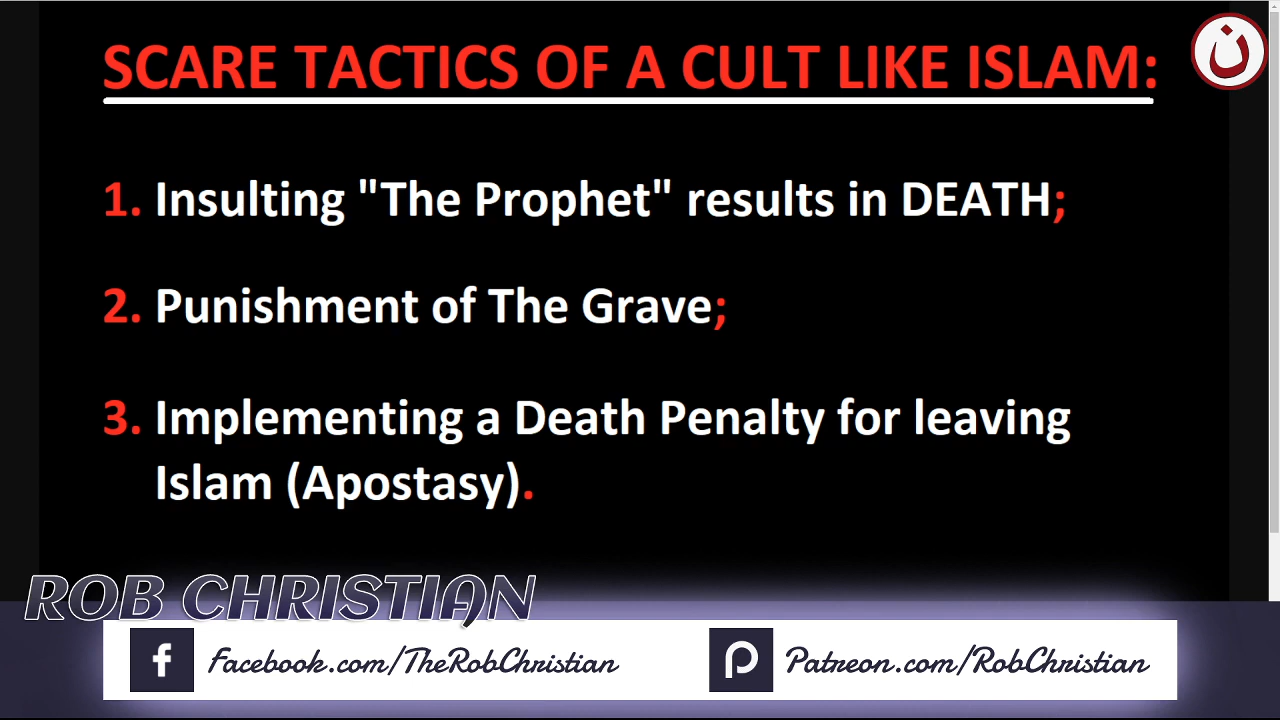 SCARE TACTICS OF A CULT LIKE ISLAM:
ن
1. Insulting "The Prophet" results in DEATH;
2. Punishment of The Grave;
3. Implementing a Death Penalty for leaving
Islam (Apostasy).
ROB CHRISTIAN
f Facebook.com/TheRobChristian
Patreon.com/RobChristian